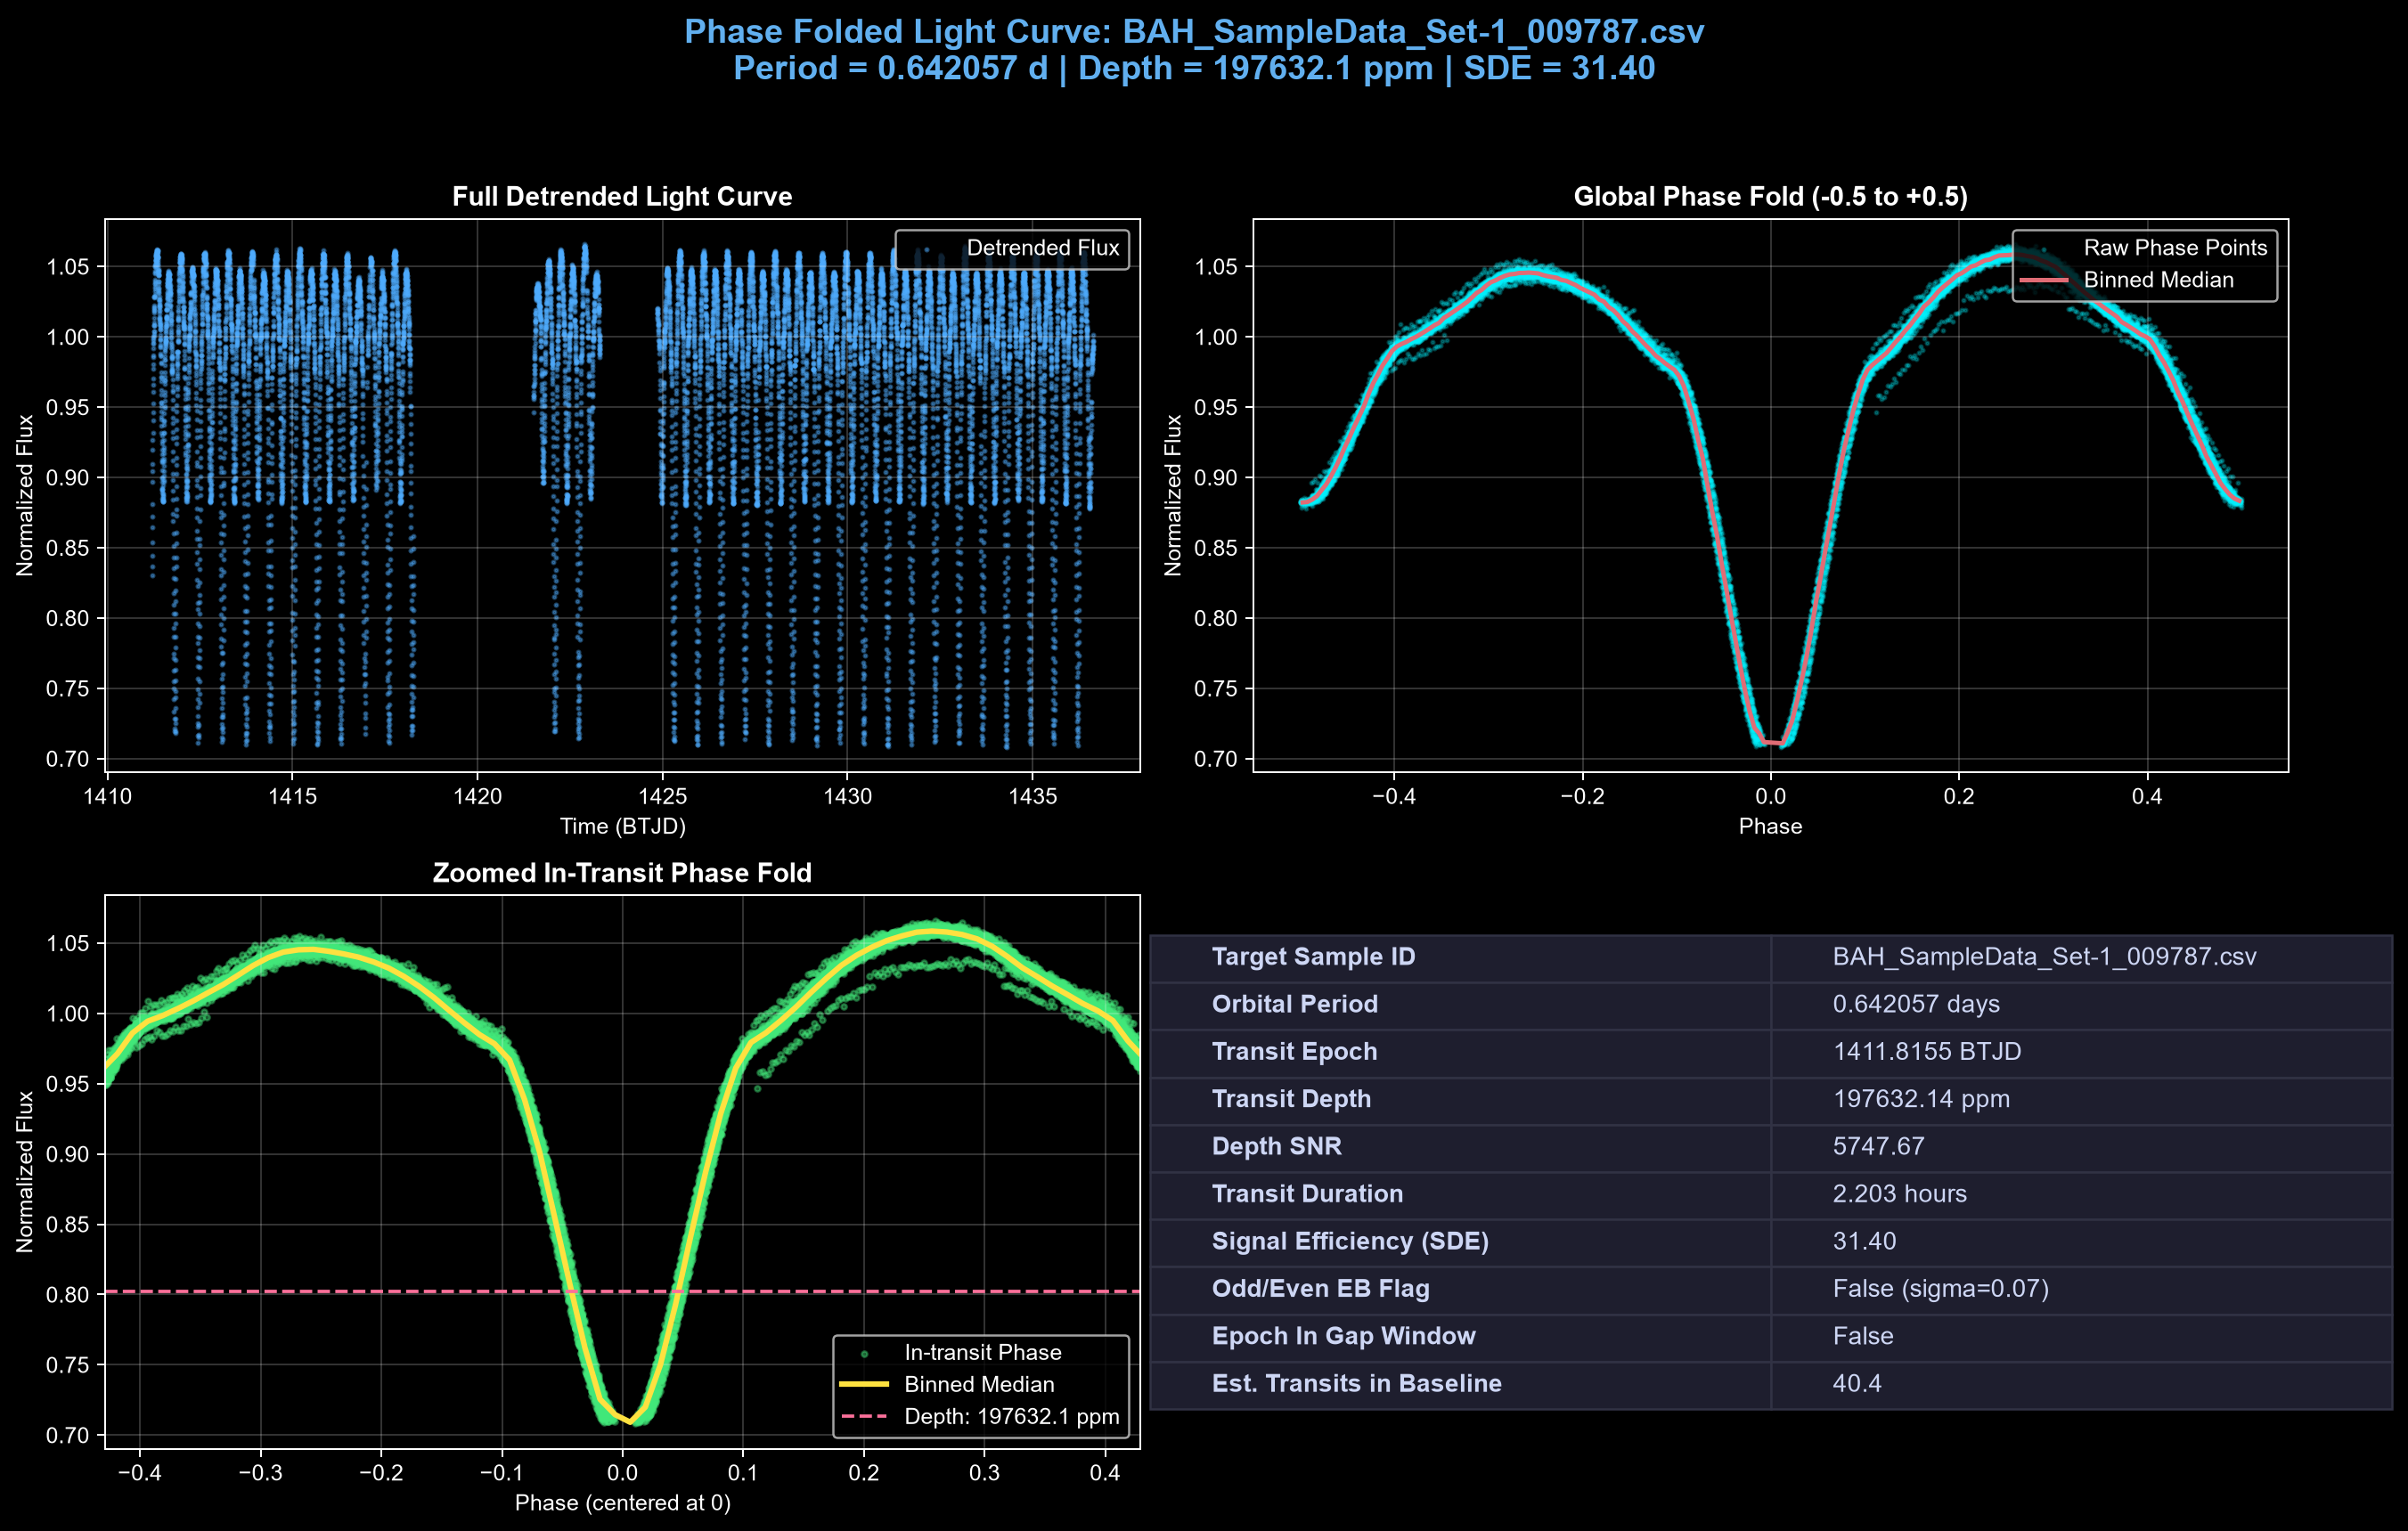 Phase Folded Light Curve: BAH_SampleData_Set-1_009787.csv
Period = 0.642057 d | Depth = 197632.1 ppm | SDE = 31.40
Full Detrended Light Curve
Detrended Flux
Normalized Flux
1.05
1.00
0.95
0.90
0.85
0.80
0.75
0.70
1410
1415
1420
1425
1430
1435
Time (BTJD)
Global Phase Fold (-0.5 to +0.5)
Raw Phase Points
Binned Median
Normalized Flux
1.05
1.00
0.95
0.90
0.85
0.80
0.75
0.70
−0.4
−0.2
0.0
0.2
0.4
Phase
Zoomed In-Transit Phase Fold
Normalized Flux
1.05
1.00
0.95
0.90
0.85
0.80
0.75
0.70
In-transit Phase
Binned Median
Depth: 197632.1 ppm
−0.4
−0.3
−0.2
−0.1
0.0
0.1
0.2
0.3
0.4
Phase (centered at 0)
Target Sample ID BAH_SampleData_Set-1_009787.csv
Orbital Period 0.642057 days
Transit Epoch 1411.8155 BTJD
Transit Depth 197632.14 ppm
Depth SNR 5747.67
Transit Duration 2.203 hours
Signal Efficiency (SDE) 31.40
Odd/Even EB Flag False (sigma=0.07)
Epoch In Gap Window False
Est. Transits in Baseline 40.4